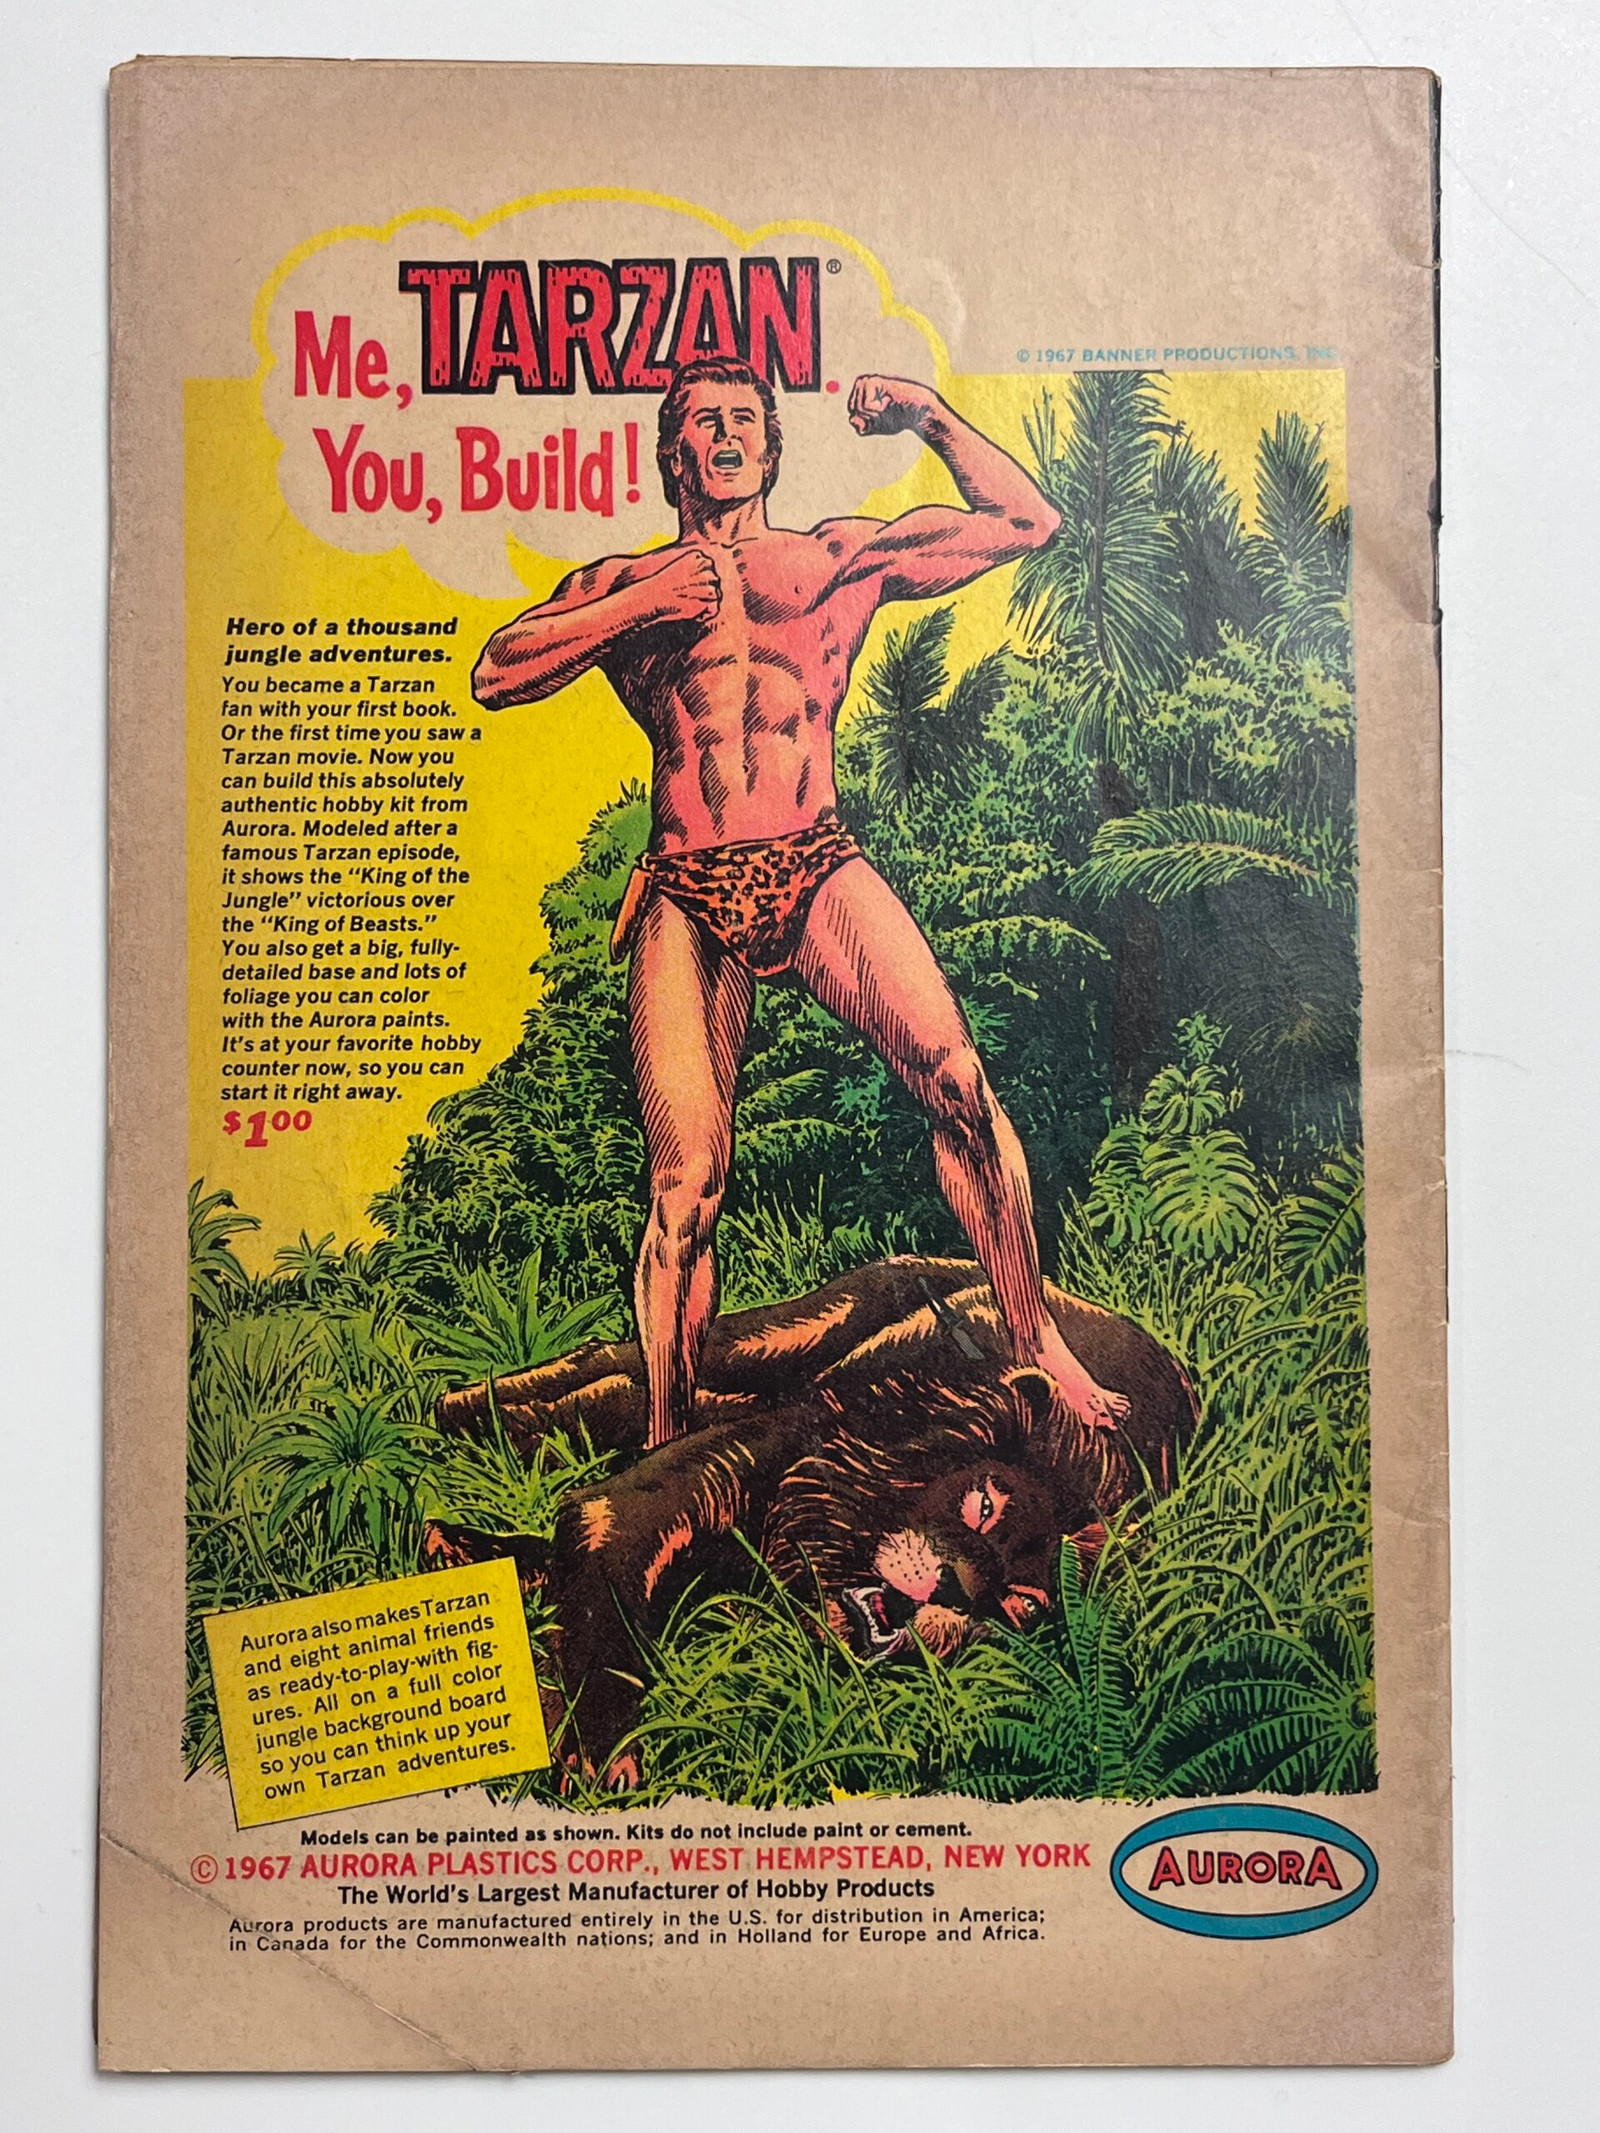 Me, TARZAN®.
You, Build!
© 1967 BANNER PRODUCTIONS, INC
Hero of a thousand
jungle adventures.
You became a Tarzan
fan with your first book.
Or the first time you saw a
Tarzan movie. Now you
can build this absolutely
authentic hobby kit from
Aurora. Modeled after a
famous Tarzan episode,
it shows the "King of the
Jungle" victorious over
the "King of Beasts."
You also get a big, fully-
detailed base and lots of
foliage you can color
with the Aurora paints.
It's at your favorite hobby
counter now, so you can
start it right away.
$1.00
Aurora also makes Tarzan
and eight animal friends
as ready-to-play-with fig-
ures. All on a full color
jungle background board
so you can think up your
own Tarzan adventures.
Models can be painted as shown. Kits do not include paint or cement.
© 1967 AURORA PLASTICS CORP., WEST HEMPSTEAD, NEW YORK
The World's Largest Manufacturer of Hobby Products
Aurora products are manufactured entirely in the U.S. for distribution in America;
in Canada for the Commonwealth nations; and in Holland for Europe and Africa.
AURORA